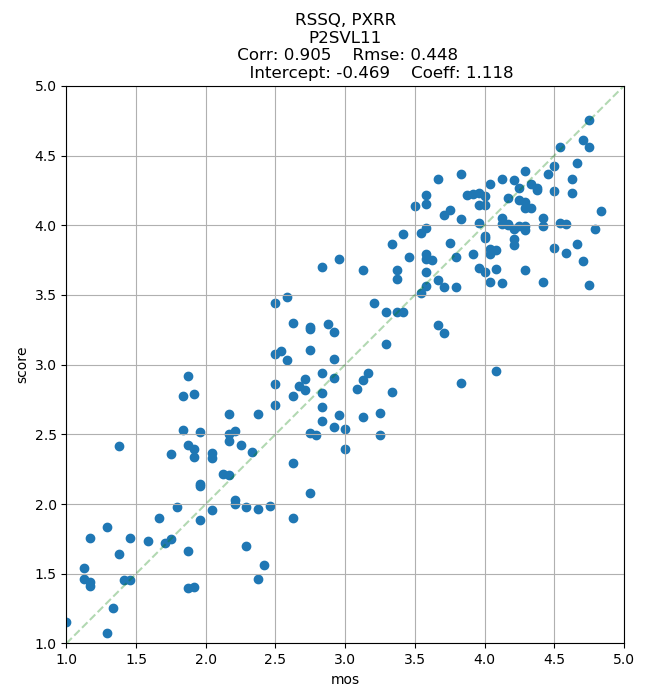 RSSQ, PXRR
P2SVL11
Corr: 0.905    Rmse: 0.448
Intercept: -0.469    Coeff: 1.118
5.0
4.5
4.0
3.5
3.0
2.5
2.0
1.5
1.0
score
1.0 1.5 2.0 2.5 3.0 3.5 4.0 4.5 5.0
mos